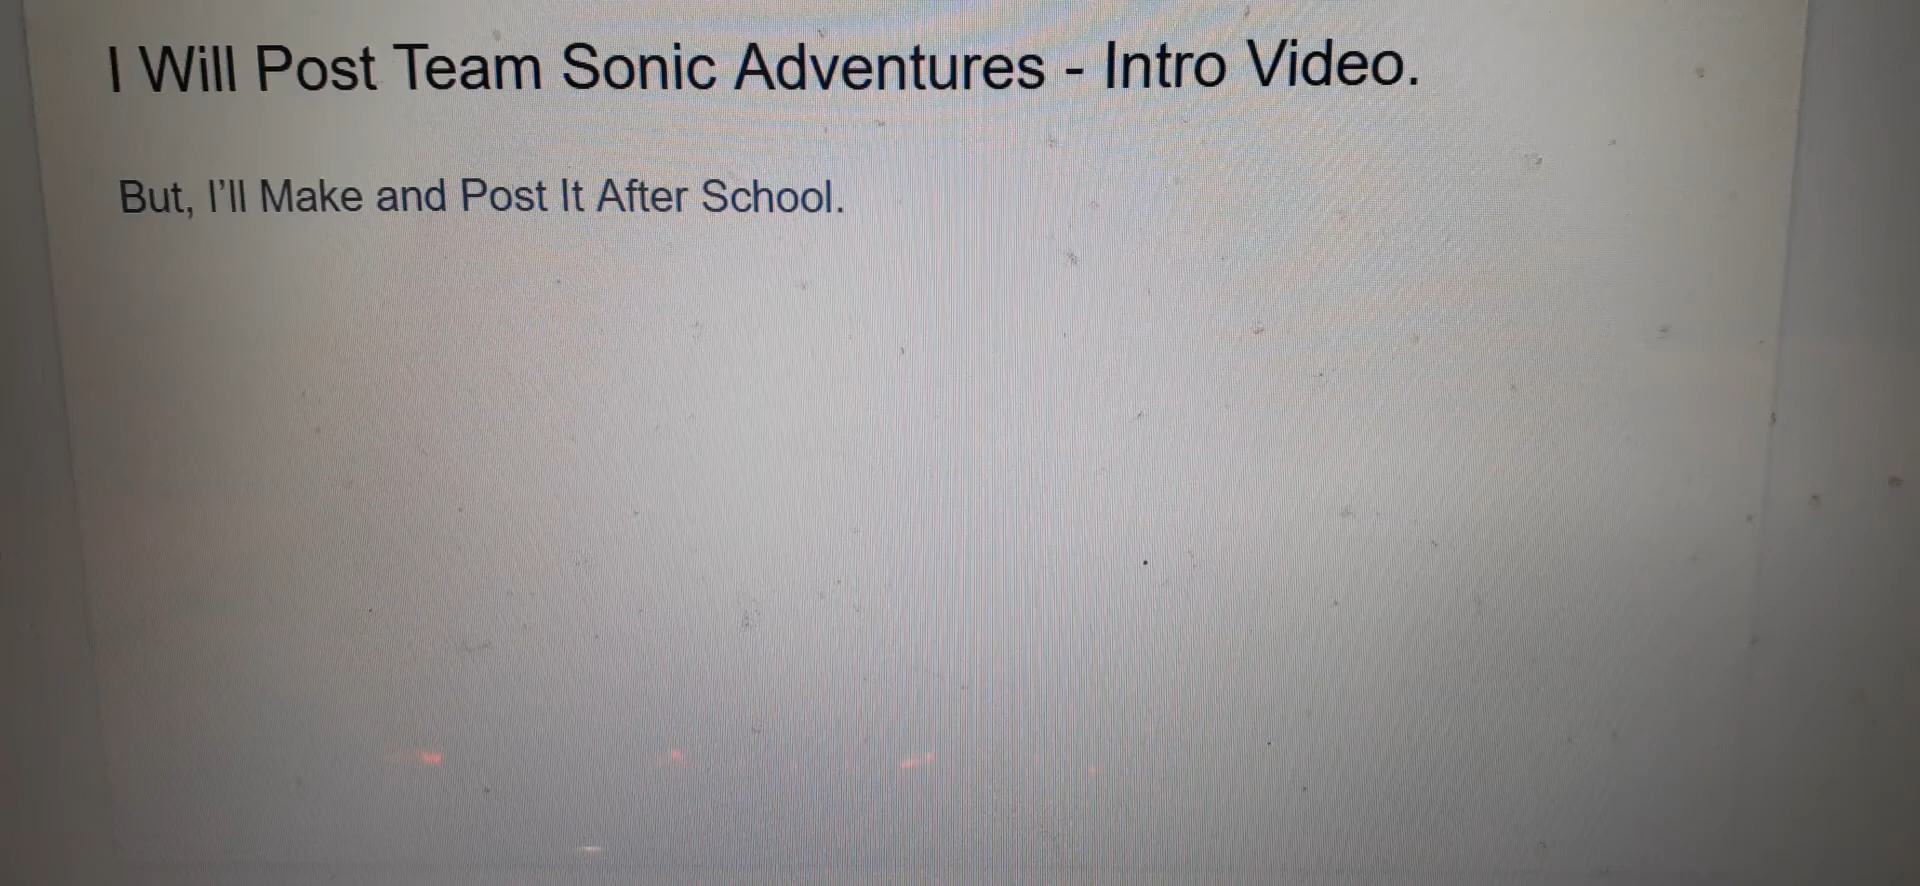 I Will Post Team Sonic Adventures - Intro Video.
But, I’ll Make and Post It After School.